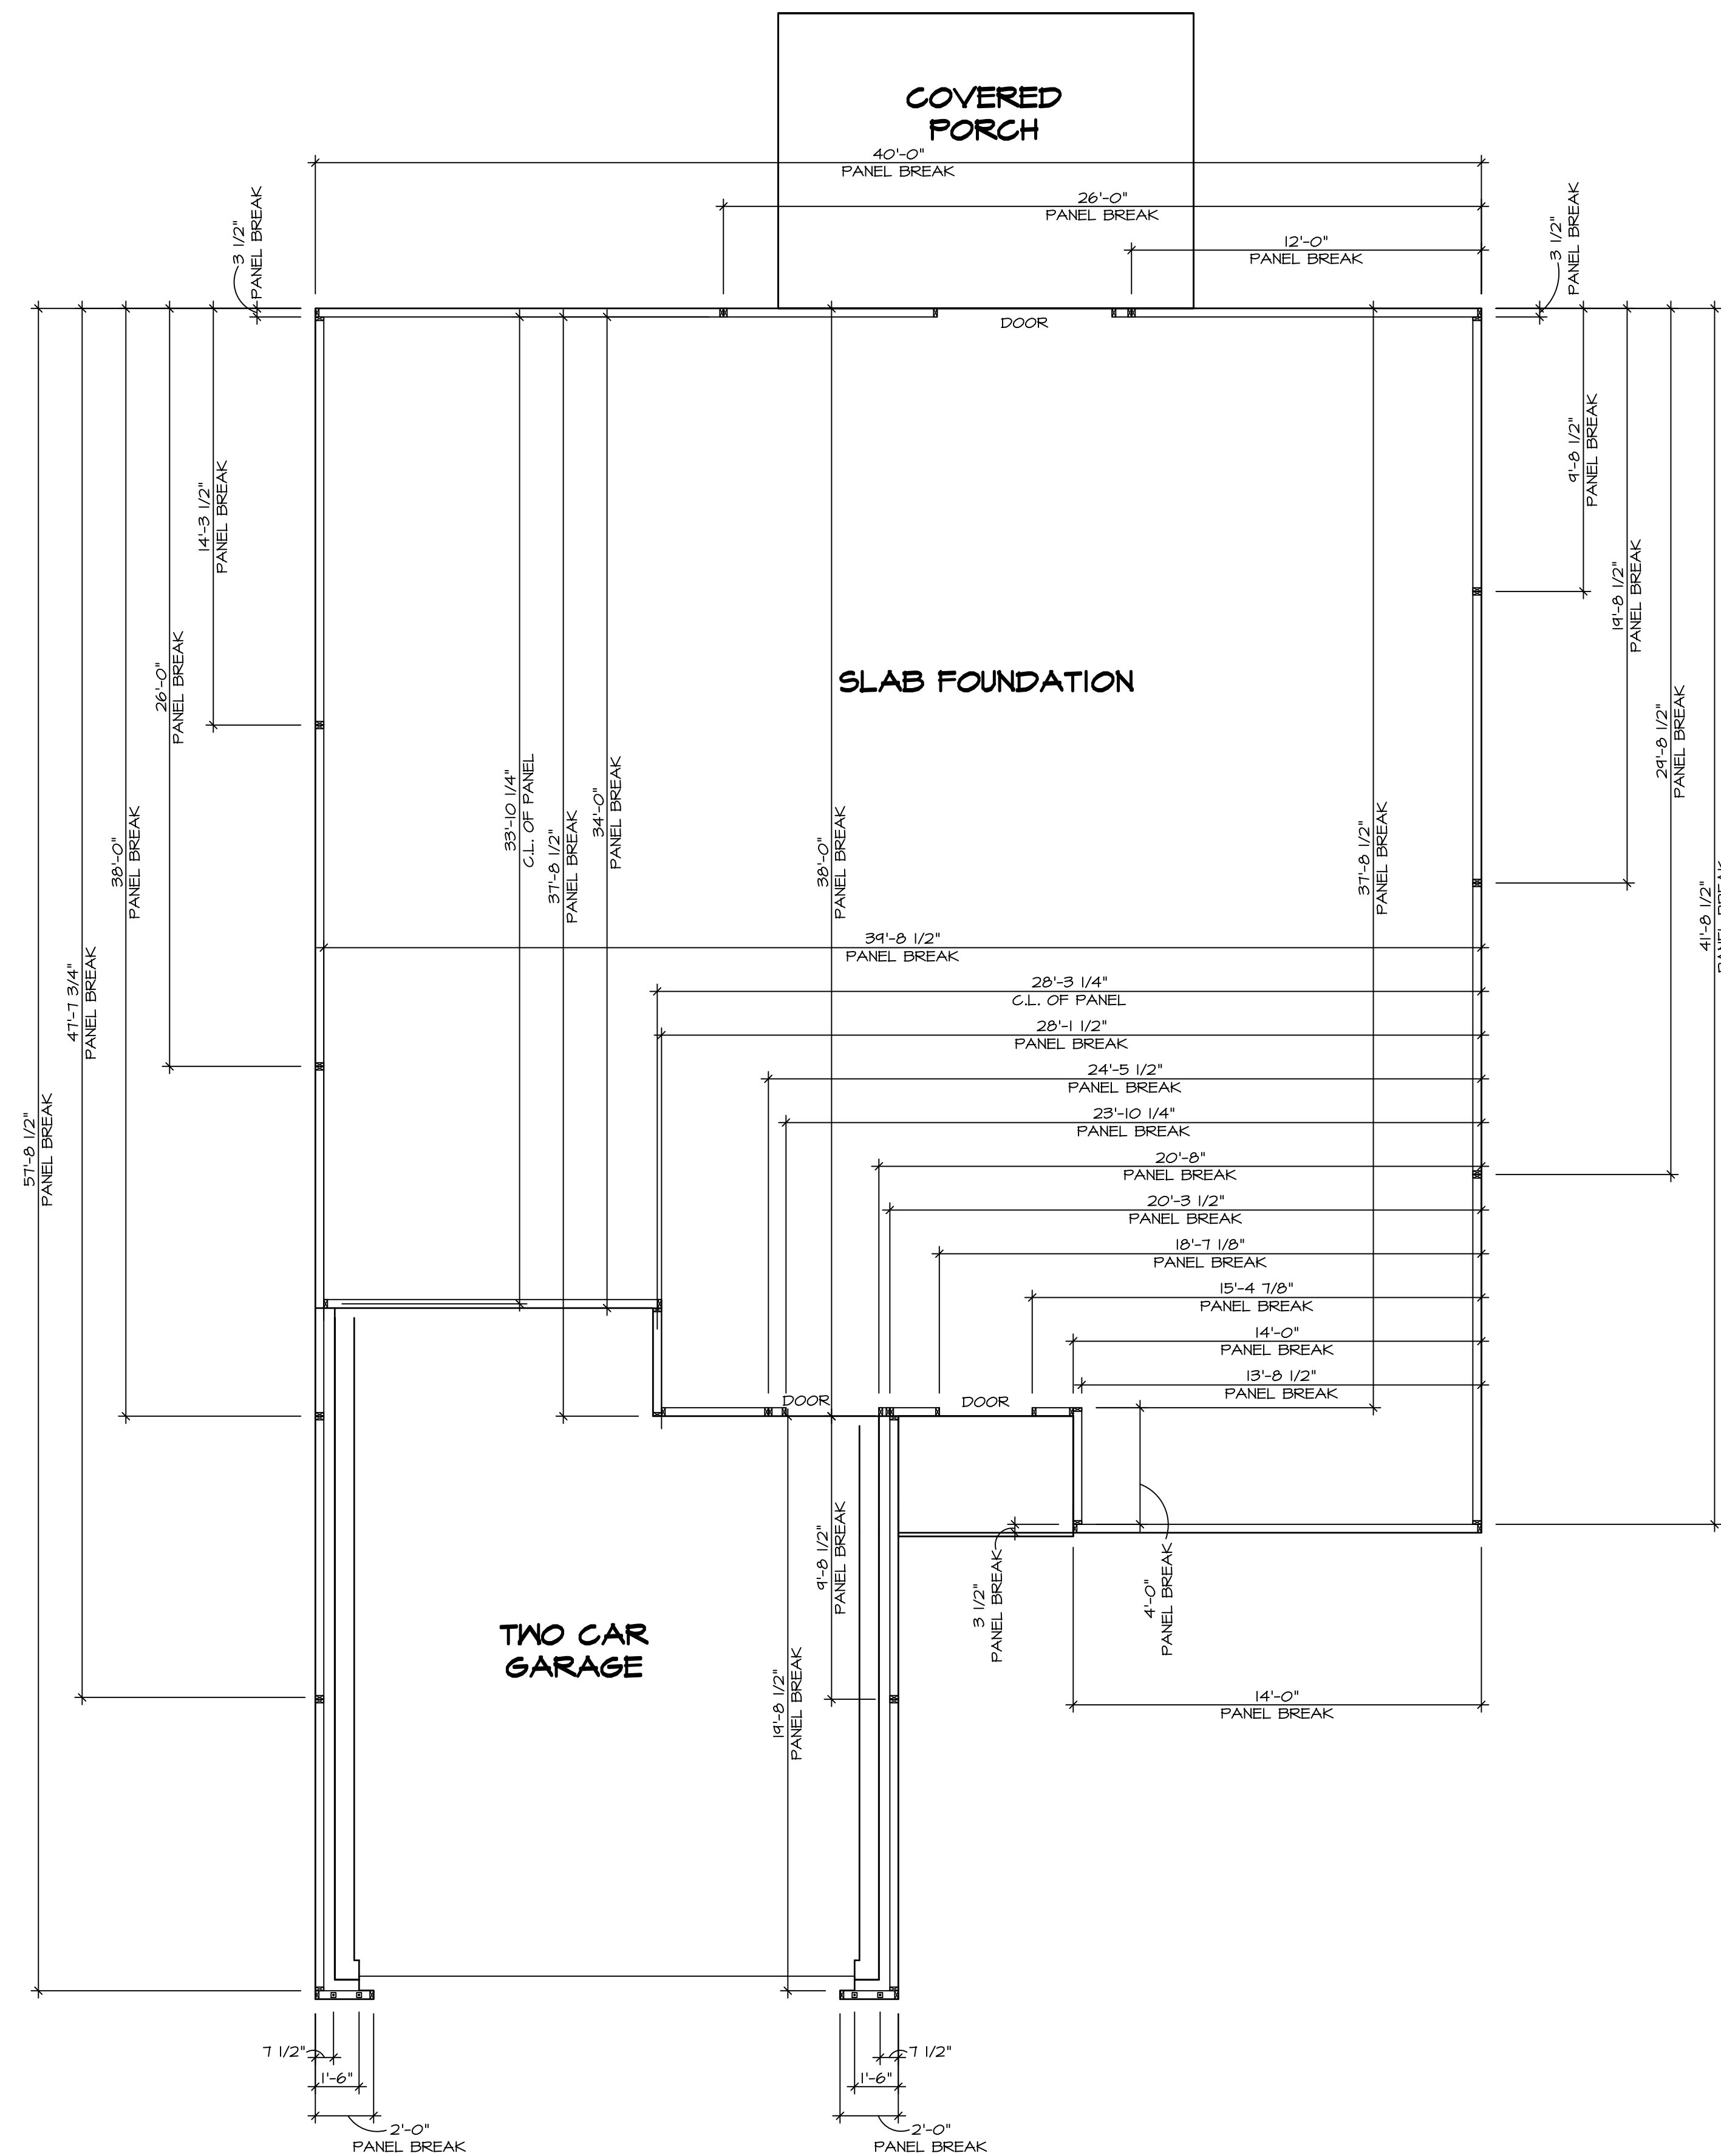 COVERED
PORCH
40'-0"
PANEL BREAK
26'-0"
PANEL BREAK
12'-0"
PANEL BREAK
3 1/2"
PANEL BREAK
3 1/2"
PANEL BREAK
DOOR
14'-3 1/2"
PANEL BREAK
26'-0"
PANEL BREAK
38'-0"
PANEL BREAK
47'-7 3/4"
PANEL BREAK
57'-8 1/2"
PANEL BREAK
9'-8 1/2"
PANEL BREAK
19'-8 1/2"
PANEL BREAK
29'-8 1/2"
PANEL BREAK
41'-8 1/2"
PANEL BREAK
SLAB FOUNDATION
33'-10 1/4"
C.L. OF PANEL
37'-8 1/2"
PANEL BREAK
34'-0"
PANEL BREAK
38'-0"
PANEL BREAK
37'-8 1/2"
PANEL BREAK
39'-8 1/2"
PANEL BREAK
28'-3 1/4"
C.L. OF PANEL
28'-1 1/2"
PANEL BREAK
24'-5 1/2"
PANEL BREAK
23'-10 1/4"
PANEL BREAK
20'-8"
PANEL BREAK
20'-3 1/2"
PANEL BREAK
18'-7 1/8"
PANEL BREAK
15'-4 7/8"
PANEL BREAK
14'-0"
PANEL BREAK
13'-8 1/2"
PANEL BREAK
DOOR
DOOR
9'-8 1/2"
PANEL BREAK
19'-8 1/2"
PANEL BREAK
3 1/2"
PANEL BREAK
4'-0"
PANEL BREAK
TWO CAR
GARAGE
14'-0"
PANEL BREAK
7 1/2"
7 1/2"
1'-6"
1'-6"
2'-0"
PANEL BREAK
2'-0"
PANEL BREAK